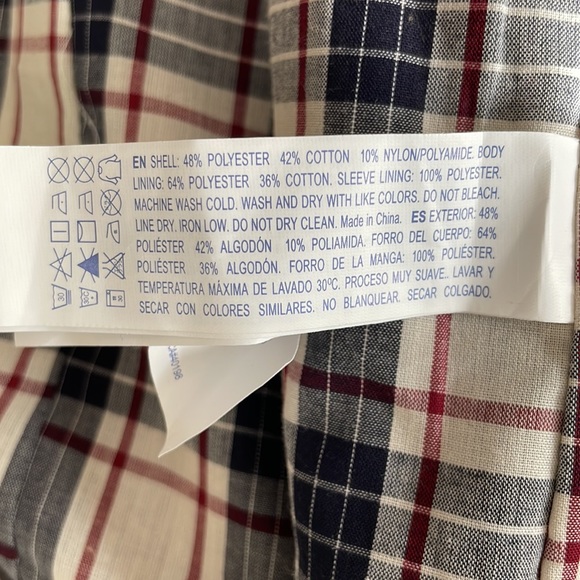 EN SHELL: 48% POLYESTER 42% COTTON 10% NYLON/POLYAMIDE. BODY
LINING: 64% POLYESTER 36% COTTON. SLEEVE LINING: 100% POLYESTER.
MACHINE WASH COLD. WASH AND DRY WITH LIKE COLORS. DO NOT BLEACH.
LINE DRY. IRON LOW. DO NOT DRY CLEAN. Made in China. ES EXTERIOR: 48%
POLIÉSTER 42% ALGODÓN 10% POLIAMIDA. FORRO DEL CUERPO: 64%
POLIÉSTER 36% ALGODÓN. FORRO DE LA MANGA: 100% POLIÉSTER.
TEMPERATURA MÁXIMA DE LAVADO 30ºC. PROCESO MUY SUAVE. LAVAR Y
SECAR CON COLORES SIMILARES. NO BLANQUEAR. SECAR COLGADO.